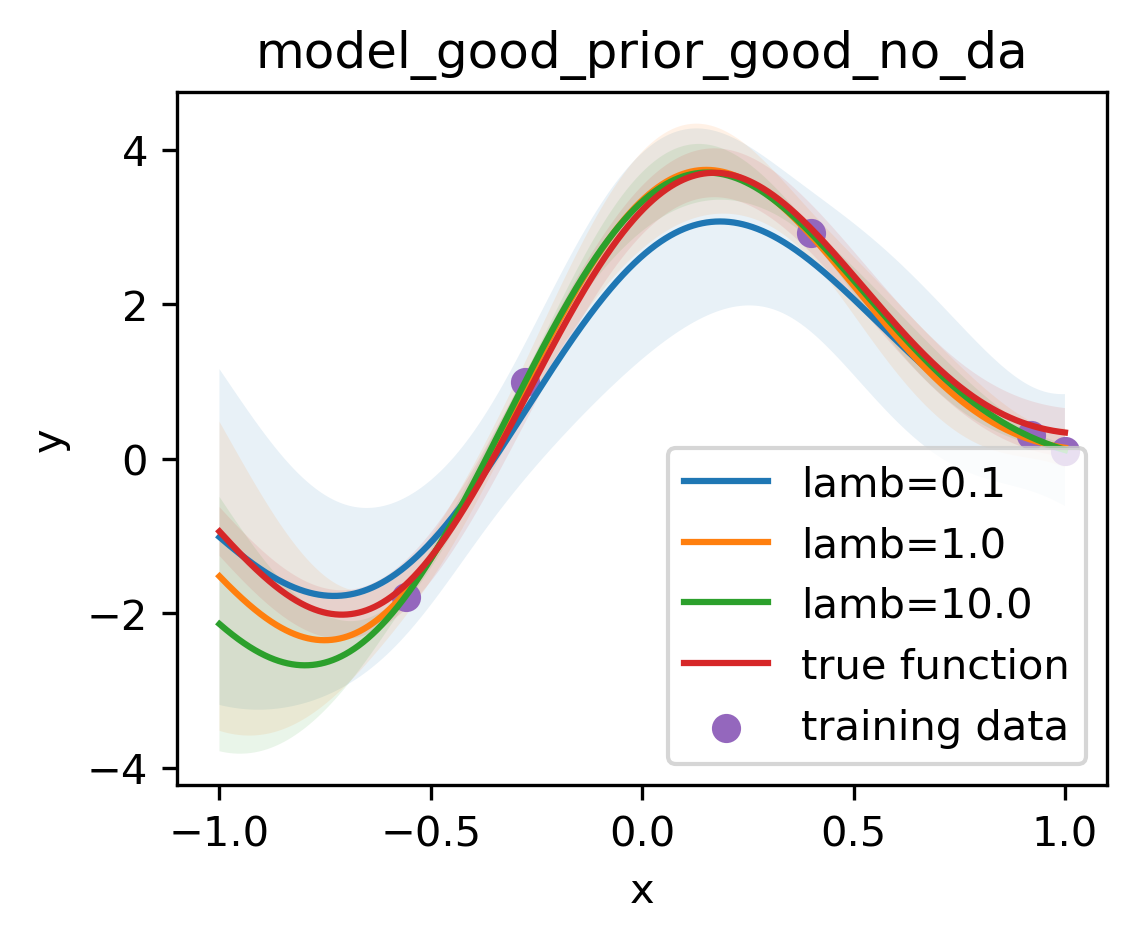 model_good_prior_good_no_da
y
4
2
0
−2
−4
lamb=0.1
lamb=1.0
lamb=10.0
true function
training data
−1.0 −0.5 0.0 0.5 1.0
x